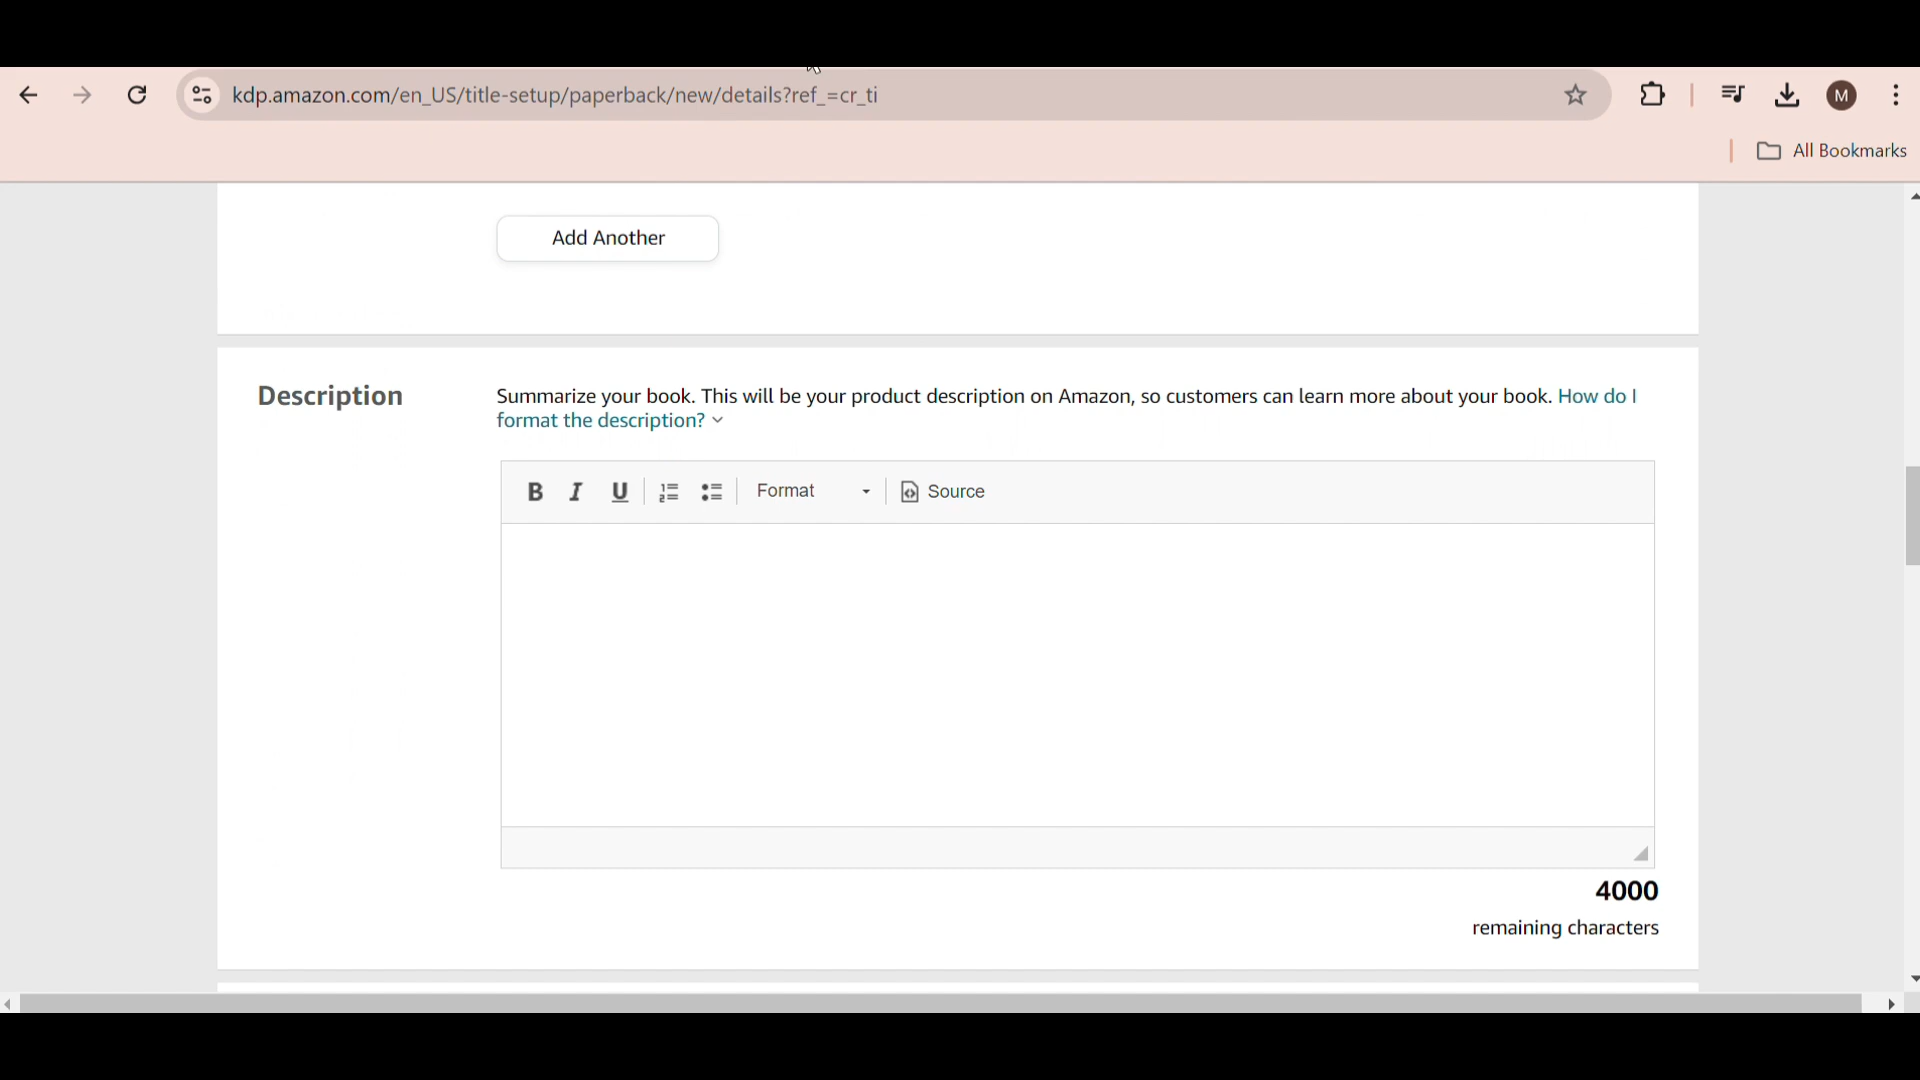 kdp.amazon.com/en_US/title-setup/paperback/new/details?ref_=cr_ti
M
All Bookmarks
Add Another
Description
Summarize your book. This will be your product description on Amazon, so customers can learn more about your book. How do I
format the description?
B I U Format Source
4000
remaining characters